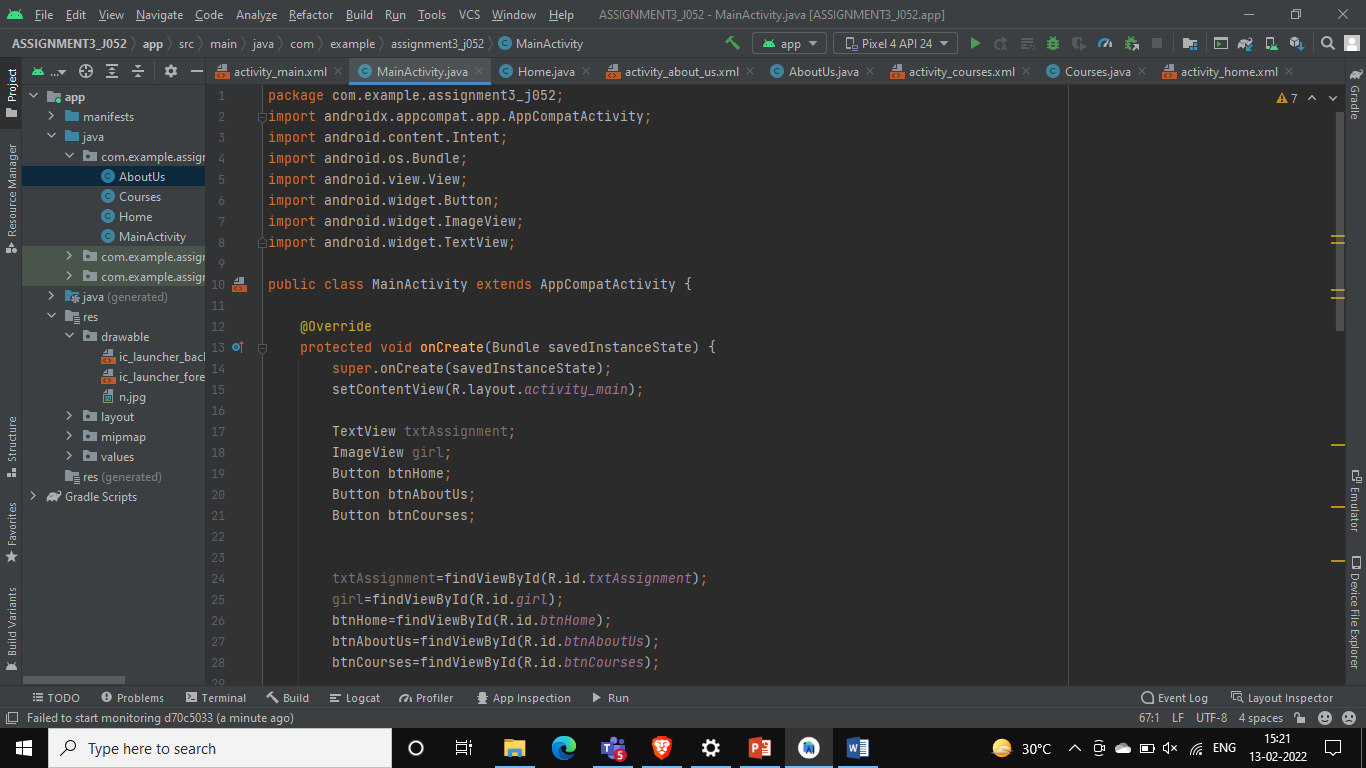 File Edit View Navigate Code Analyze Refactor Build Run Tools VCS Window Help ASSIGNMENT3_J052 - MainActivity.java [ASSIGNMENT3_J052.app]
ASSIGNMENT3_J052 app src main java com example assignment3_j052 MainActivity app Pixel 4 API 24
... activity_main.xml MainActivity.java Home.java activity_about_us.xml AboutUs.java activity_courses.xml Courses.java activity_home.xml
Project
Resource Manager
Structure
Favorites
Build Variants
app
manifests
java
com.example.assign
AboutUs
Courses
Home
MainActivity
com.example.assign
com.example.assign
java (generated)
res
drawable
ic_launcher_back
ic_launcher_fore
n.jpg
layout
mipmap
values
res (generated)
Gradle Scripts
1 package com.example.assignment3_j052;
2 import androidx.appcompat.app.AppCompatActivity;
3 import android.content.Intent;
4 import android.os.Bundle;
5 import android.view.View;
6 import android.widget.Button;
7 import android.widget.ImageView;
8 import android.widget.TextView;
9
10 public class MainActivity extends AppCompatActivity {
11
12 @Override
13 protected void onCreate(Bundle savedInstanceState) {
14 super.onCreate(savedInstanceState);
15 setContentView(R.layout.activity_main);
16
17 TextView txtAssignment;
18 ImageView girl;
19 Button btnHome;
20 Button btnAboutUs;
21 Button btnCourses;
22
23
24 txtAssignment=findViewById(R.id.txtAssignment);
25 girl=findViewById(R.id.girl);
26 btnHome=findViewById(R.id.btnHome);
27 btnAboutUs=findViewById(R.id.btnAboutUs);
28 btnCourses=findViewById(R.id.btnCourses);
29
7
Gradle
Emulator
Device File Explorer
TODO Problems Terminal Build Logcat Profiler App Inspection Run Event Log Layout Inspector
Failed to start monitoring d70c5033 (a minute ago) 67:1 LF UTF-8 4 spaces
Type here to search 5 30°C ENG 15:21
13-02-2022